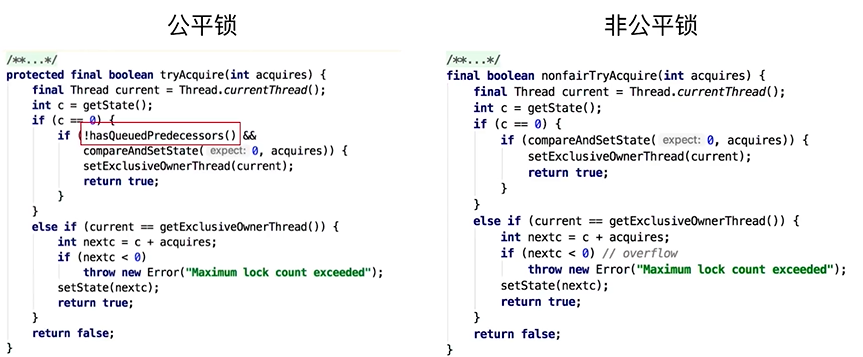 公平锁
/**...*/
protected final boolean tryAcquire(int acquires) {
final Thread current = Thread.currentThread();
int c = getState();
if (c == 0) {
if (!hasQueuedPredecessors() &&
compareAndSetState( expect: 0, acquires)) {
setExclusiveOwnerThread(current);
return true;
}
}
else if (current == getExclusiveOwnerThread()) {
int nextc = c + acquires;
if (nextc < 0)
throw new Error("Maximum lock count exceeded");
setState(nextc);
return true;
}
return false;
}
非公平锁
/**...*/
final boolean nonfairTryAcquire(int acquires) {
final Thread current = Thread.currentThread();
int c = getState();
if (c == 0) {
if (compareAndSetState( expect: 0, acquires)) {
setExclusiveOwnerThread(current);
return true;
}
}
else if (current == getExclusiveOwnerThread()) {
int nextc = c + acquires;
if (nextc < 0) // overflow
throw new Error("Maximum lock count exceeded");
setState(nextc);
return true;
}
return false;
}